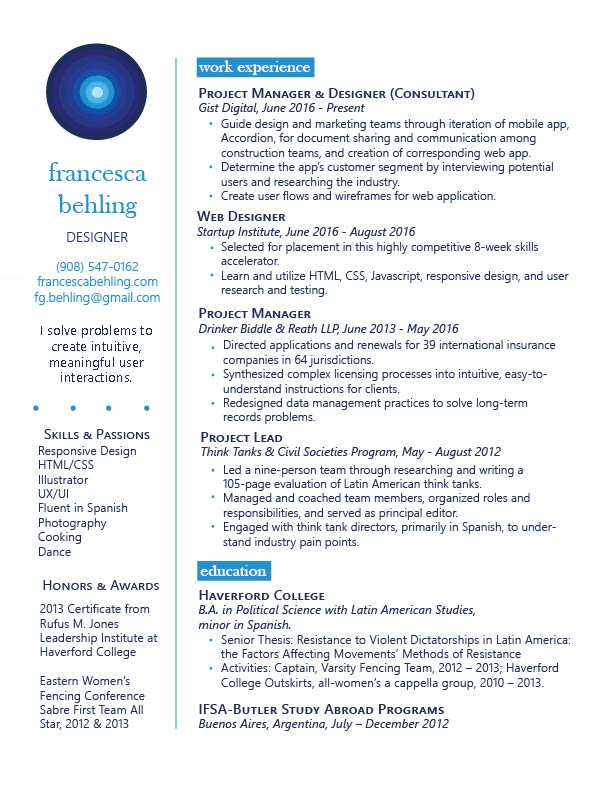 francesca
behling
DESIGNER
(908) 547-0162
francescabehling.com
fg.behling@gmail.com
I solve problems to
create intuitive,
meaningful user
interactions.
Skills & Passions
Responsive Design
HTML/CSS
Illustrator
UX/UI
Fluent in Spanish
Photography
Cooking
Dance
Honors & Awards
2013 Certificate from
Rufus M. Jones
Leadership Institute at
Haverford College
Eastern Women's
Fencing Conference
Sabre First Team All
Star, 2012 & 2013
work experience
Project Manager & Designer (Consultant)
Gist Digital, June 2016 - Present
• Guide design and marketing teams through iteration of mobile app,
Accordion, for document sharing and communication among
construction teams, and creation of corresponding web app.
• Determine the app's customer segment by interviewing potential
users and researching the industry.
• Create user flows and wireframes for web application.
Web Designer
Startup Institute, June 2016 - August 2016
• Selected for placement in this highly competitive 8-week skills
accelerator.
• Learn and utilize HTML, CSS, Javascript, responsive design, and user
research and testing.
Project Manager
Drinker Biddle & Reath LLP, June 2013 - May 2016
• Directed applications and renewals for 39 international insurance
companies in 64 jurisdictions.
• Synthesized complex licensing processes into intuitive, easy-to-
understand instructions for clients.
• Redesigned data management practices to solve long-term
records problems.
Project Lead
Think Tanks & Civil Societies Program, May - August 2012
• Led a nine-person team through researching and writing a
105-page evaluation of Latin American think tanks.
• Managed and coached team members, organized roles and
responsibilities, and served as principal editor.
• Engaged with think tank directors, primarily in Spanish, to under-
stand industry pain points.
education
Haverford College
B.A. in Political Science with Latin American Studies,
minor in Spanish.
• Senior Thesis: Resistance to Violent Dictatorships in Latin America:
the Factors Affecting Movements' Methods of Resistance
• Activities: Captain, Varsity Fencing Team, 2012 – 2013; Haverford
College Outskirts, all-women's a cappella group, 2010 – 2013.
IFSA-Butler Study Abroad Programs
Buenos Aires, Argentina, July – December 2012